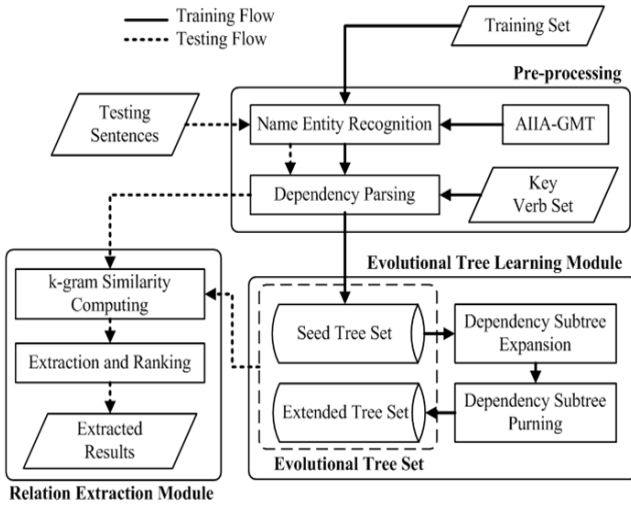 Training Flow
Testing Flow
Training Set
Pre-processing
Testing
Sentences
Name Entity Recognition
AIIA-GMT
Dependency Parsing
Key
Verb Set
Evolutional Tree Learning Module
k-gram Similarity
Computing
Seed Tree Set
Dependency Subtree
Expansion
Extraction and Ranking
Extended Tree Set
Dependency Subtree
Purning
Extracted
Results
Evolutional Tree Set
Relation Extraction Module